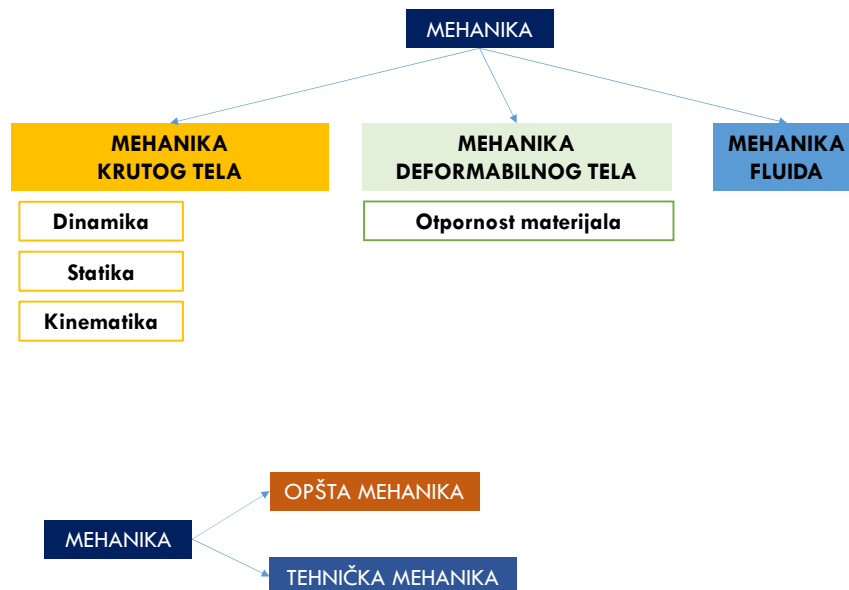 MEHANIKA
MEHANIKA
KRUTOG TELA
MEHANIKA
DEFORMABILNOG TELA
MEHANIKA
FLUIDA
Dinamika
Statika
Kinematika
Otpornost materijala
MEHANIKA
OPŠTA MEHANIKA
TEHNIČKA MEHANIKA